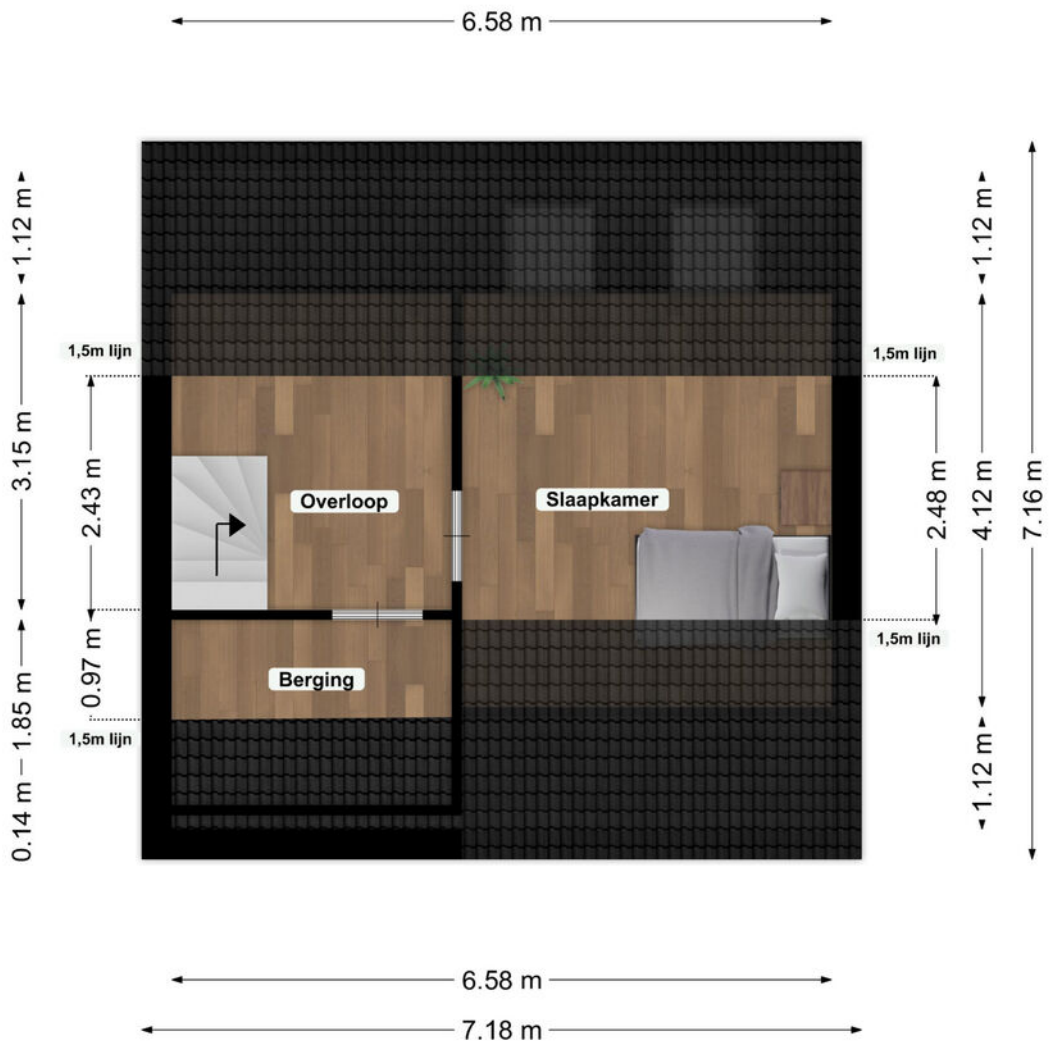 6.58 m
1.12 m
1.12 m
1,5m lijn
1,5m lijn
3.15 m
2.43 m
Overloop
Slaapkamer
2.48 m
4.12 m
7.16 m
1,5m lijn
0.97 m
Berging
1.85 m
1,5m lijn
1.12 m
0.14 m
6.58 m
7.18 m